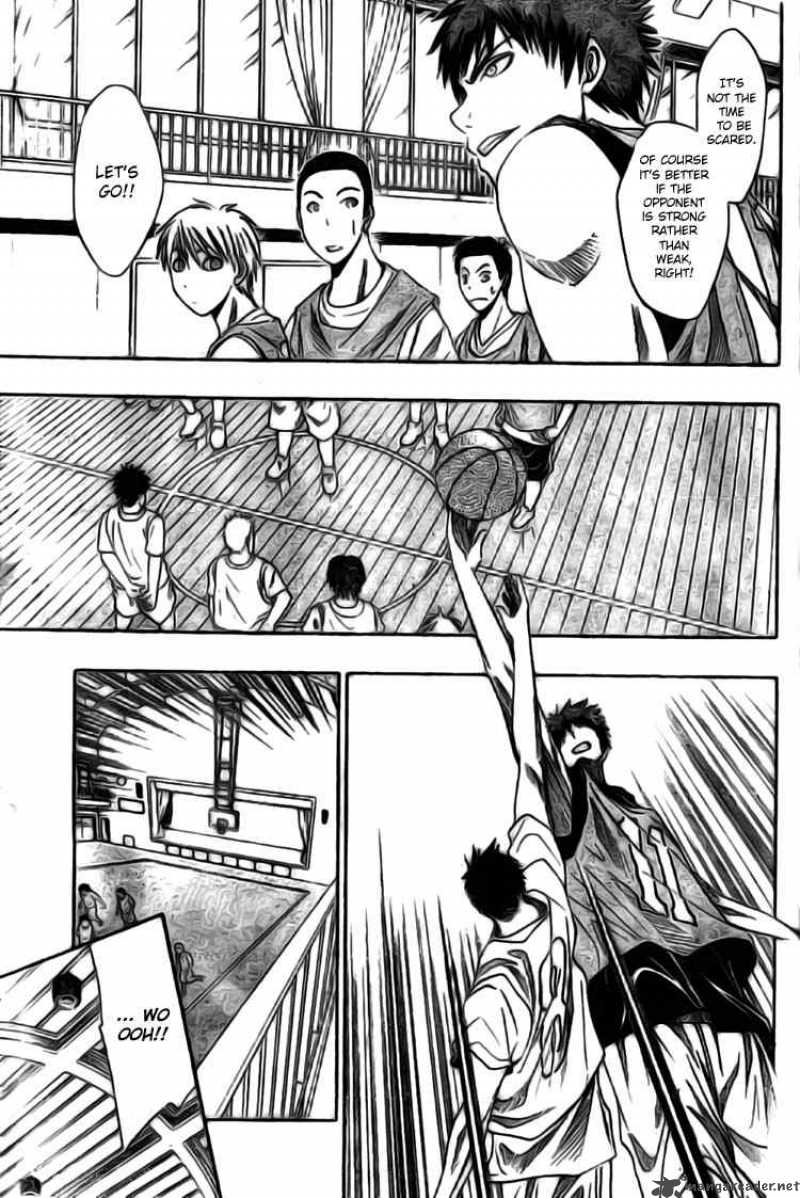 IT'S
NOT THE
TIME
TO BE
SCARED.
OF COURSE
IT'S BETTER
IF THE
OPPONENT
IS STRONG
RATHER
THAN
WEAK,
RIGHT!
LET'S
GO!!
11
... WO
OOH!!
mangareader.net